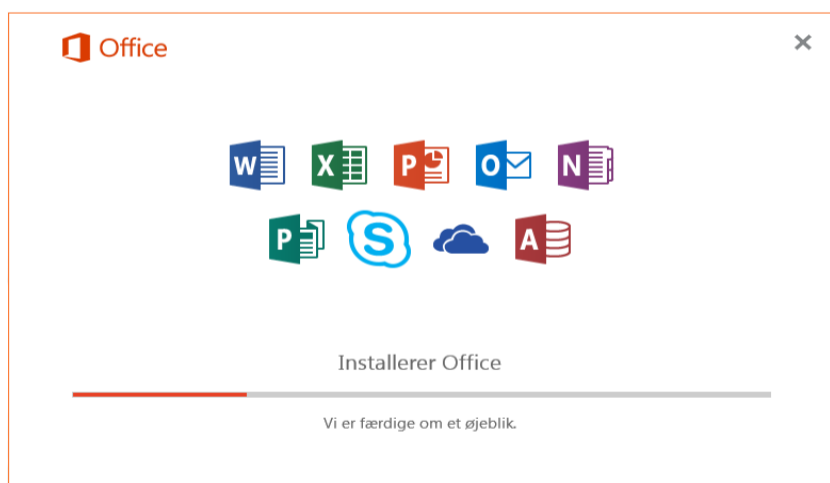 Office
W X P O N
P S A
Installerer Office
Vi er færdige om et øjeblik.